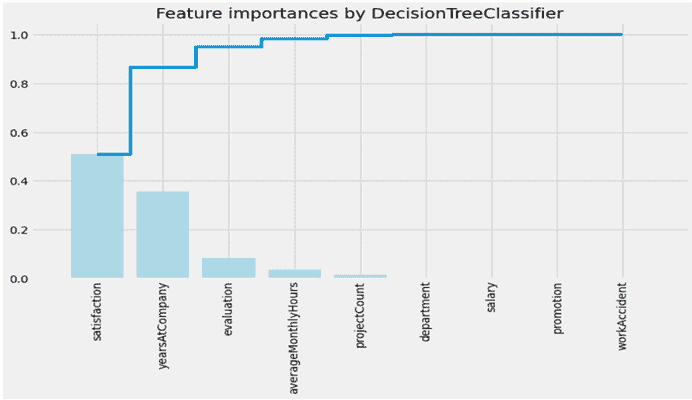 Feature importances by DecisionTreeClassifier
1.0
0.8
0.6
0.4
0.2
0.0
satisfaction
yearsAtCompany
evaluation
averageMonthlyHours
projectCount
department
salary
promotion
workAccident